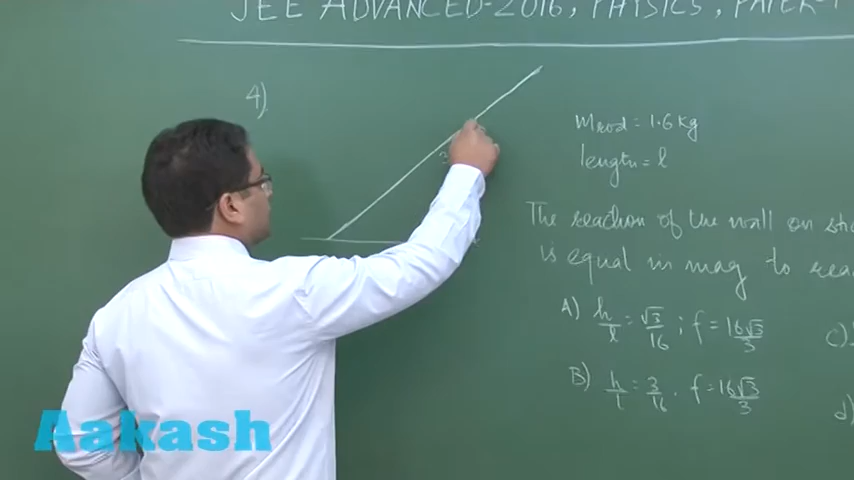 JEE ADVANCED-2016, PHYSICS, PAPER-1
4)
Mrod = 1.6 kg
length = l
The reaction of the wall on
is equal in mag to
A) h/l = √3/16 ; f = 16√3/3
B) h/l = 3/16 . f = 16√3/3
c)
d)
Aakash